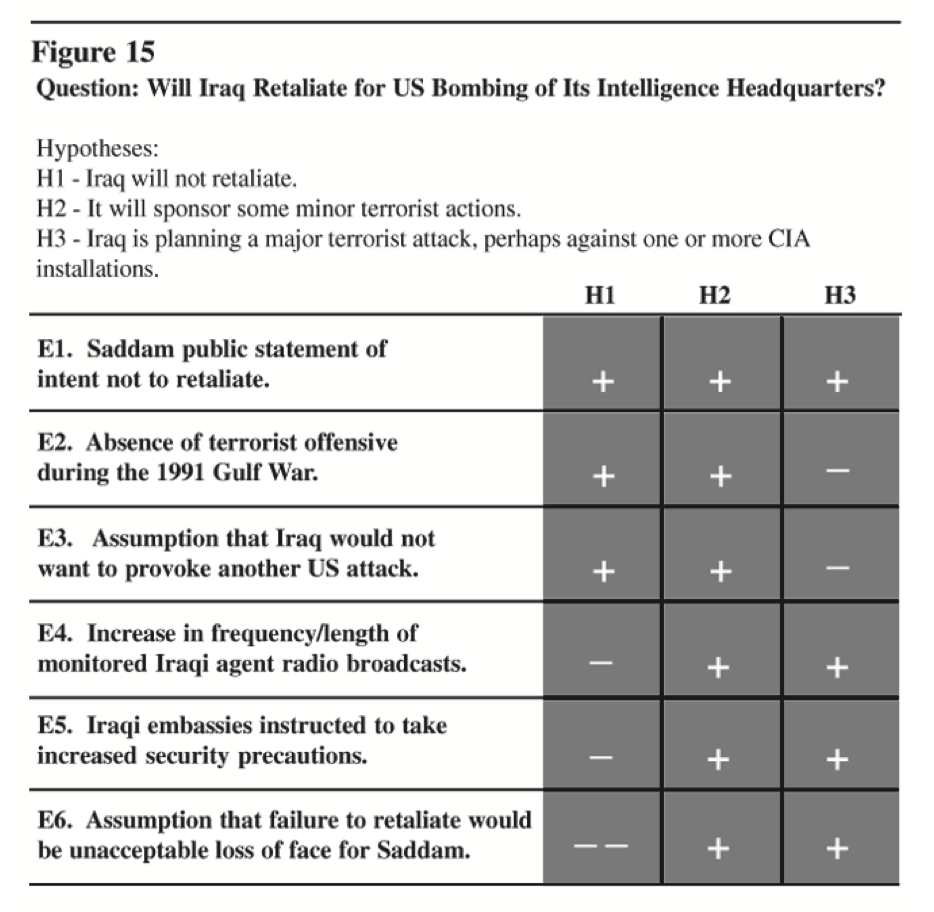 Figure 15
Question: Will Iraq Retaliate for US Bombing of Its Intelligence Headquarters?
Hypotheses:
H1 - Iraq will not retaliate.
H2 - It will sponsor some minor terrorist actions.
H3 - Iraq is planning a major terrorist attack, perhaps against one or more CIA
installations.
H1 H2 H3
E1. Saddam public statement of
intent not to retaliate. + + +
E2. Absence of terrorist offensive
during the 1991 Gulf War. + + —
E3. Assumption that Iraq would not
want to provoke another US attack. + + —
E4. Increase in frequency/length of
monitored Iraqi agent radio broadcasts. — + +
E5. Iraqi embassies instructed to take
increased security precautions. — + +
E6. Assumption that failure to retaliate would
be unacceptable loss of face for Saddam. — — + +